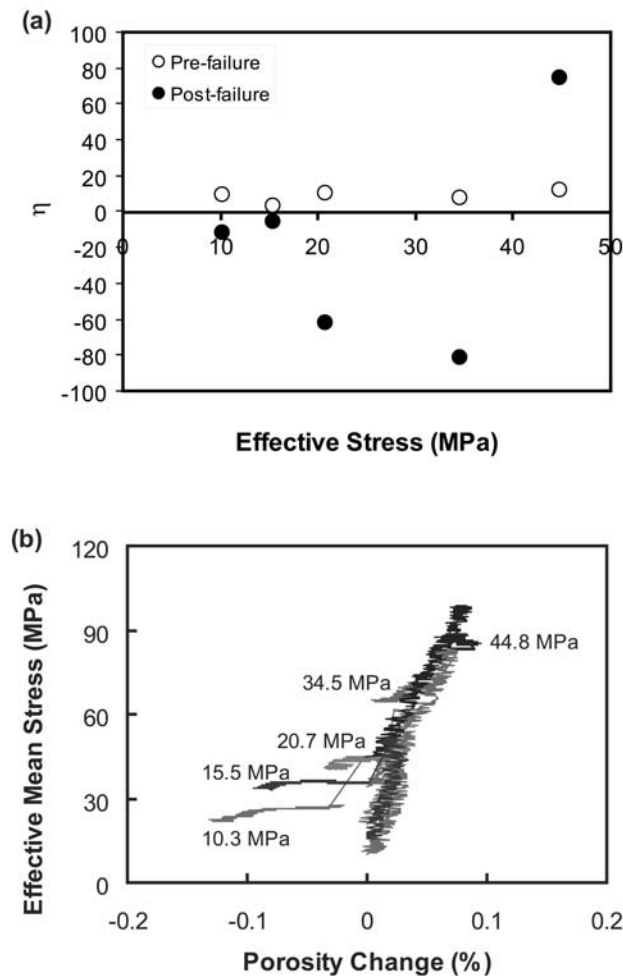 (a)
100
80
60
40
20
0
-20
-40
-60
-80
-100
η
Pre-failure
Post-failure
0 10 20 30 40 50
Effective Stress (MPa)
(b)
Effective Mean Stress (MPa)
120
90
60
30
0
44.8 MPa
34.5 MPa
20.7 MPa
15.5 MPa
10.3 MPa
-0.2 -0.1 0 0.1 0.2
Porosity Change (%)